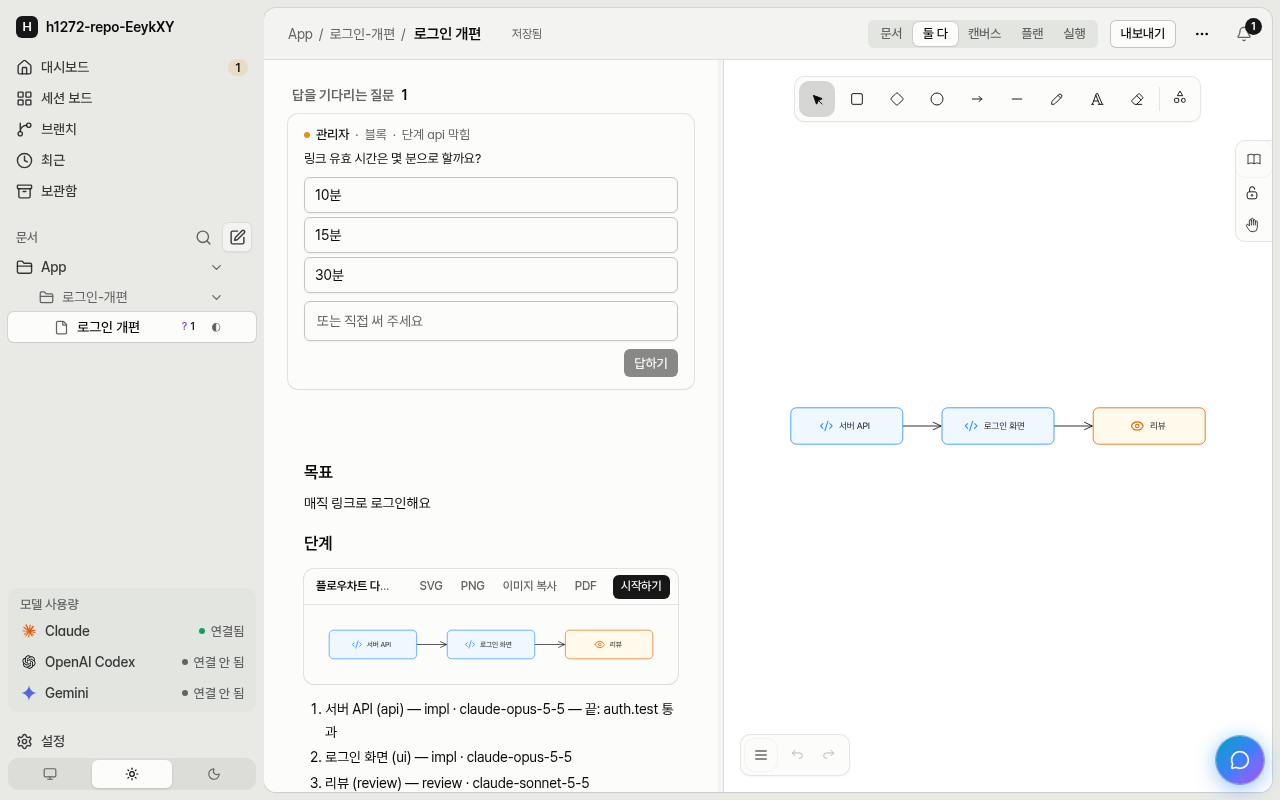 H h1272-repo-EeykXY
대시보드 1
세션 보드
브랜치
최근
보관함
문서
App
로그인-개편
로그인 개편 ? 1
모델 사용량
Claude 연결됨
OpenAI Codex 연결 안 됨
Gemini 연결 안 됨
설정
App / 로그인-개편 / 로그인 개편 저장됨
문서 둘 다 캔버스 플랜 실행 내보내기 ... 1
답을 기다리는 질문 1
관리자 · 블록 · 단계 api 막힘
링크 유효 시간은 몇 분으로 할까요?
10분
15분
30분
또는 직접 써 주세요
답하기
목표
매직 링크로 로그인해요
단계
플로우차트 다... SVG PNG 이미지 복사 PDF 시작하기
서버 API 로그인 화면 리뷰
1. 서버 API (api) — impl · claude-opus-5-5 — 끝: auth.test 통
과
2. 로그인 화면 (ui) — impl · claude-opus-5-5
3. 리뷰 (review) — review · claude-sonnet-5-5
A
서버 API 로그인 화면 리뷰